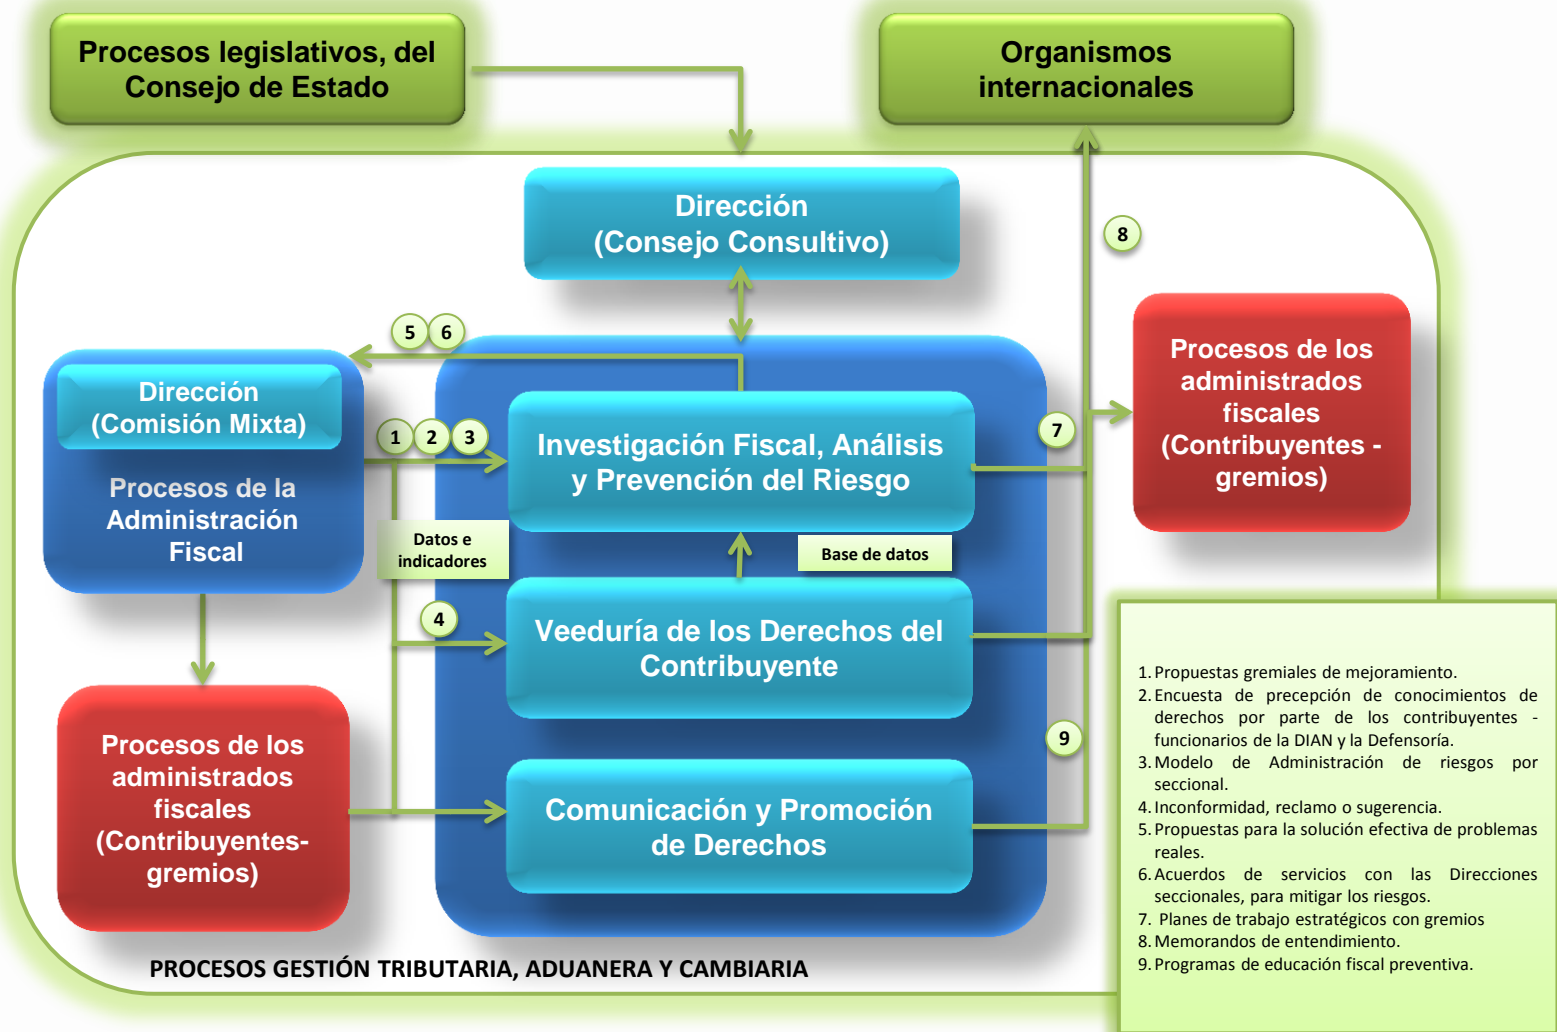 Procesos legislativos, del
Consejo de Estado
Organismos
internacionales
Dirección
(Consejo Consultivo)
8
5
6
Dirección
(Comisión Mixta)
Procesos de la
Administración
Fiscal
1
2
3
Investigación Fiscal, Análisis
y Prevención del Riesgo
7
Procesos de los
administrados
fiscales
(Contribuyentes -
gremios)
Datos e
indicadores
Base de datos
4
Veeduría de los Derechos del
Contribuyente
Procesos de los
administrados
fiscales
(Contribuyentes-
gremios)
9
Comunicación y Promoción
de Derechos
1. Propuestas gremiales de mejoramiento.
2. Encuesta de precepción de conocimientos de
derechos por parte de los contribuyentes -
funcionarios de la DIAN y la Defensoría.
3. Modelo de Administración de riesgos por
seccional.
4. Inconformidad, reclamo o sugerencia.
5. Propuestas para la solución efectiva de problemas
reales.
6. Acuerdos de servicios con las Direcciones
seccionales, para mitigar los riesgos.
7. Planes de trabajo estratégicos con gremios
8. Memorandos de entendimiento.
9. Programas de educación fiscal preventiva.
PROCESOS GESTIÓN TRIBUTARIA, ADUANERA Y CAMBIARIA